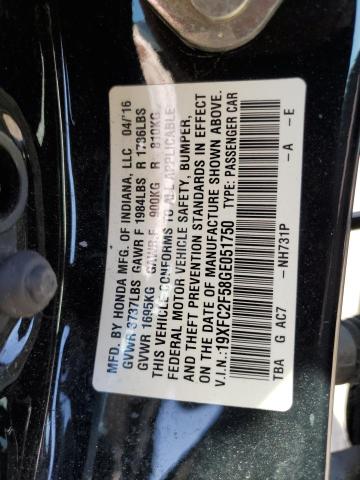 MFD. BY HONDA MFG. OF INDIANA, LLC 04/16
GVWR 3737LBS GAWR F 1984LBS R 1786LBS
GVWR 1695KG GAWR F 900KG R 810KG
THIS VEHICLE CONFORMS TO ALL APPLICABLE
FEDERAL MOTOR VEHICLE SAFETY, BUMPER,
AND THEFT PREVENTION STANDARDS IN EFFECT
ON THE DATE OF MANUFACTURE SHOWN ABOVE.
V.I.N.:19XFC2F58GE051750 TYPE: PASSENGER CAR
TBA G AC7 -NH731P -A -E